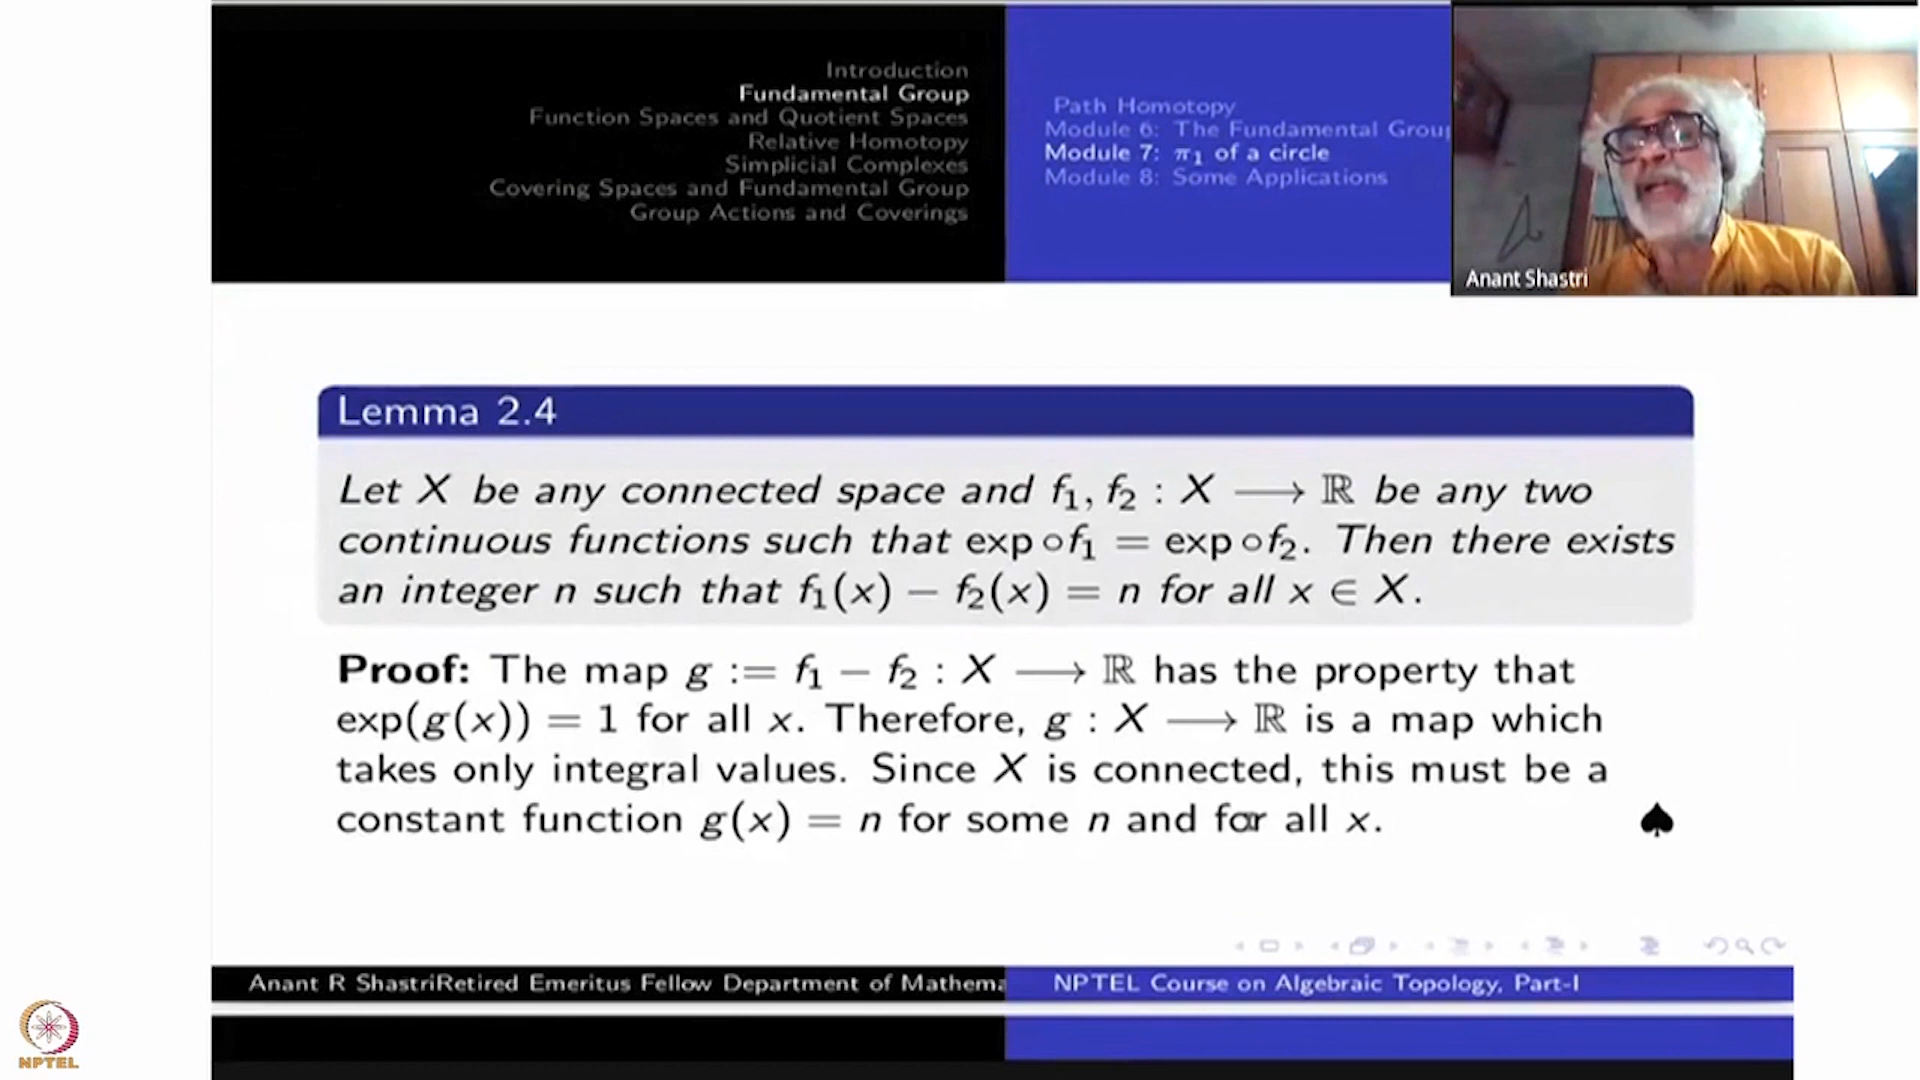 Introduction
Fundamental Group
Function Spaces and Quotient Spaces
Relative Homotopy
Simplicial Complexes
Covering Spaces and Fundamental Group
Group Actions and Coverings
Path Homotopy
Module 6: The Fundamental Group
Module 7: π₁ of a circle
Module 8: Some Applications
Anant Shastri
Lemma 2.4
Let X be any connected space and f₁, f₂ : X ⟶ ℝ be any two
continuous functions such that exp ∘ f₁ = exp ∘ f₂. Then there exists
an integer n such that f₁(x) − f₂(x) = n for all x ∈ X.
Proof: The map g := f₁ − f₂ : X ⟶ ℝ has the property that
exp(g(x)) = 1 for all x. Therefore, g : X ⟶ ℝ is a map which
takes only integral values. Since X is connected, this must be a
constant function g(x) = n for some n and for all x. ♠
Anant R ShastriRetired Emeritus Fellow Department of Mathema
NPTEL Course on Algebraic Topology, Part-I
NPTEL